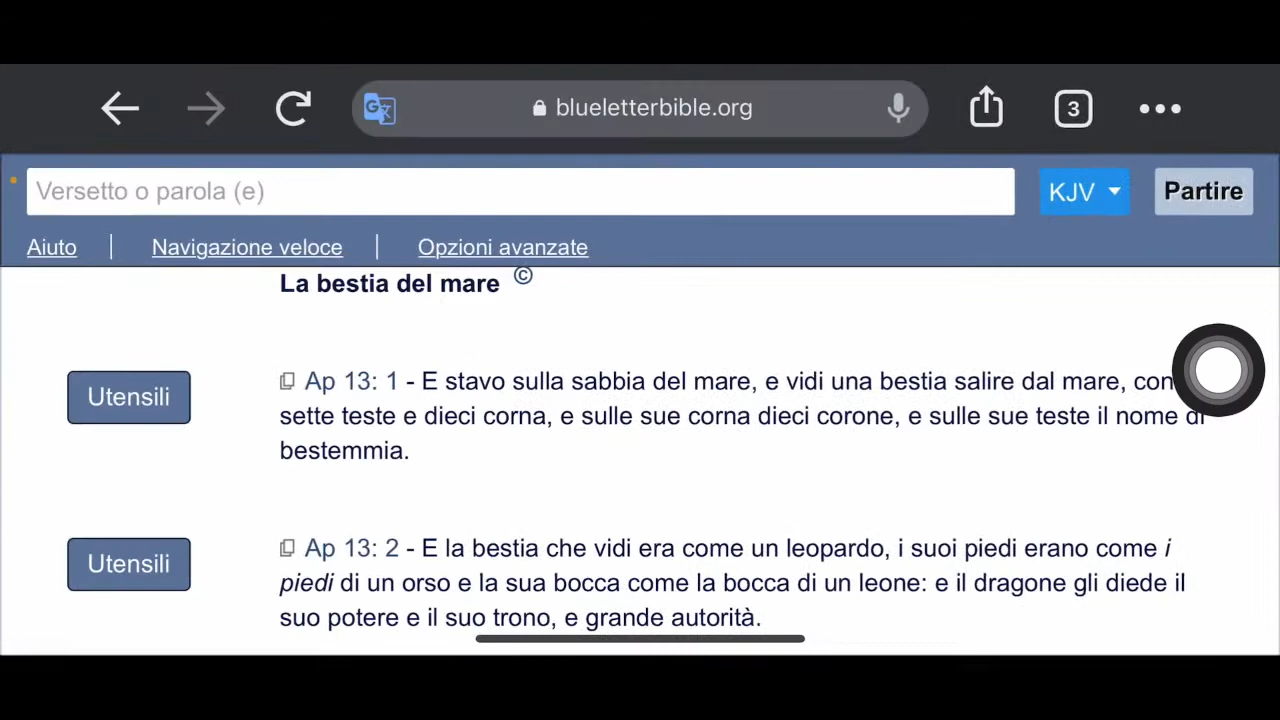 blueletterbible.org
3
Versetto o parola (e)
KJV
Partire
Aiuto
Navigazione veloce
Opzioni avanzate
La bestia del mare ©
Utensili
Ap 13: 1 - E stavo sulla sabbia del mare, e vidi una bestia salire dal mare, con
sette teste e dieci corna, e sulle sue corna dieci corone, e sulle sue teste il nome di
bestemmia.
Utensili
Ap 13: 2 - E la bestia che vidi era come un leopardo, i suoi piedi erano come i
piedi di un orso e la sua bocca come la bocca di un leone: e il dragone gli diede il
suo potere e il suo trono, e grande autorità.